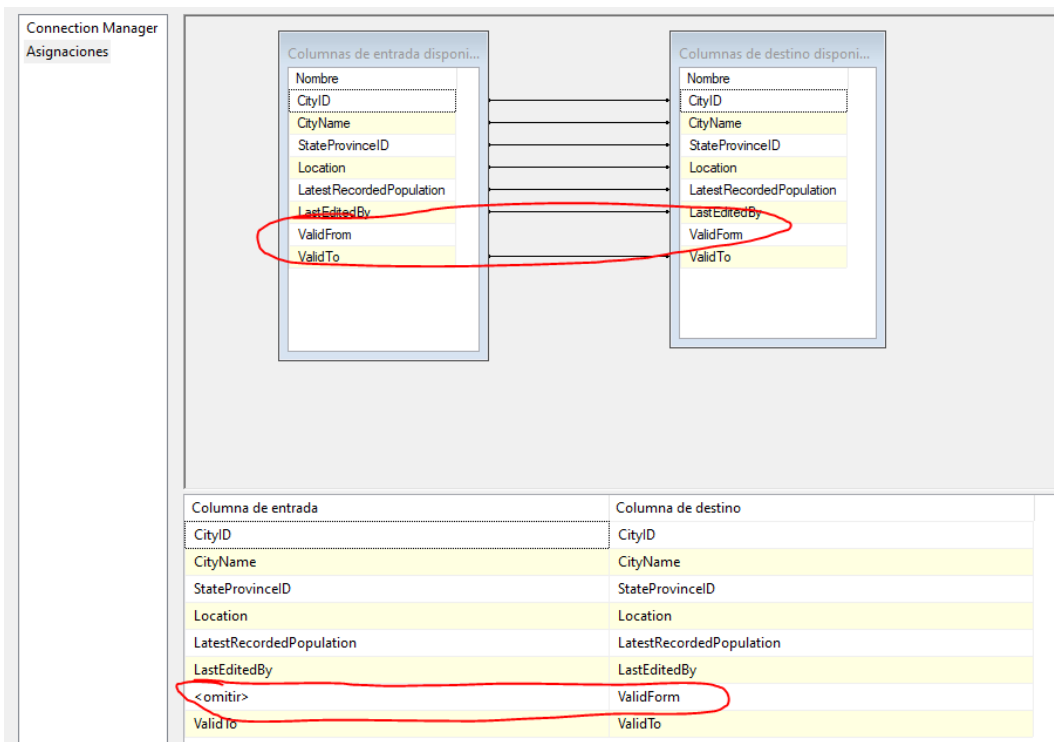 Connection Manager
Asignaciones
Columnas de entrada disponi...
Nombre
CityID
CityName
StateProvinceID
Location
LatestRecordedPopulation
LastEditedBy
ValidFrom
ValidTo
Columnas de destino disponi...
Nombre
CityID
CityName
StateProvinceID
Location
LatestRecordedPopulation
LastEditedBy
ValidForm
ValidTo
Columna de entrada Columna de destino
CityID CityID
CityName CityName
StateProvinceID StateProvinceID
Location Location
LatestRecordedPopulation LatestRecordedPopulation
LastEditedBy LastEditedBy
<omitir> ValidForm
ValidTo ValidTo